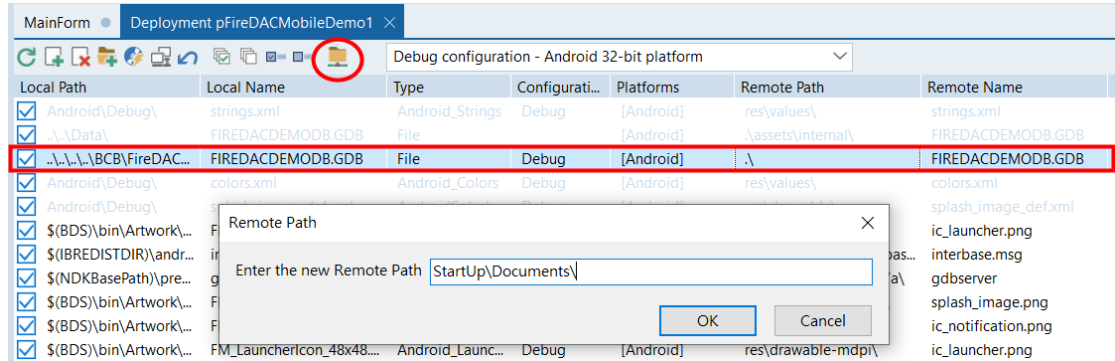 MainForm Deployment pFireDACMobileDemo1
Debug configuration - Android 32-bit platform
Local Path Local Name Type Configurati... Platforms Remote Path Remote Name
Android\Debug\ strings.xml Android_Strings Debug [Android] res\values\ strings.xml
..\..\Data\ FIREDACDEMODB.GDB File Debug [Android] .\assets\internal\ FIREDACDEMODB.GDB
..\..\..\..\BCB\FireDAC... FIREDACDEMODB.GDB File Debug [Android] .\ FIREDACDEMODB.GDB
Android\Debug\ colors.xml Android_Colors Debug [Android] res\values\ colors.xml
Android\Debug\ splash_image_def.xml
Remote Path
$(BDS)\bin\Artwork\... ic_launcher.png
$(IBREDISTDIR)\andr... interbase.msg
Enter the new Remote Path StartUp\Documents\
$(NDKBasePath)\pre... gdbserver
$(BDS)\bin\Artwork\... splash_image.png
OK Cancel
$(BDS)\bin\Artwork\... ic_notification.png
$(BDS)\bin\Artwork\... FM_LauncherIcon_48x48.... Android_Launc... Debug [Android] res\drawable-mdpi\ ic_launcher.png